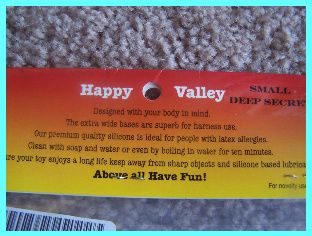 Happy Valley
SMALL
DEEP SECRE
Designed with your body in mind.
The extra wide bases are superb for harness use.
Our premium quality silicone is ideal for people with latex allergies.
Clean with soap and water or even by boiling in water for ten minutes.
re your toy enjoys a long life keep away from sharp objects and silicone based lubrica
Above all Have Fun!
For novelty use